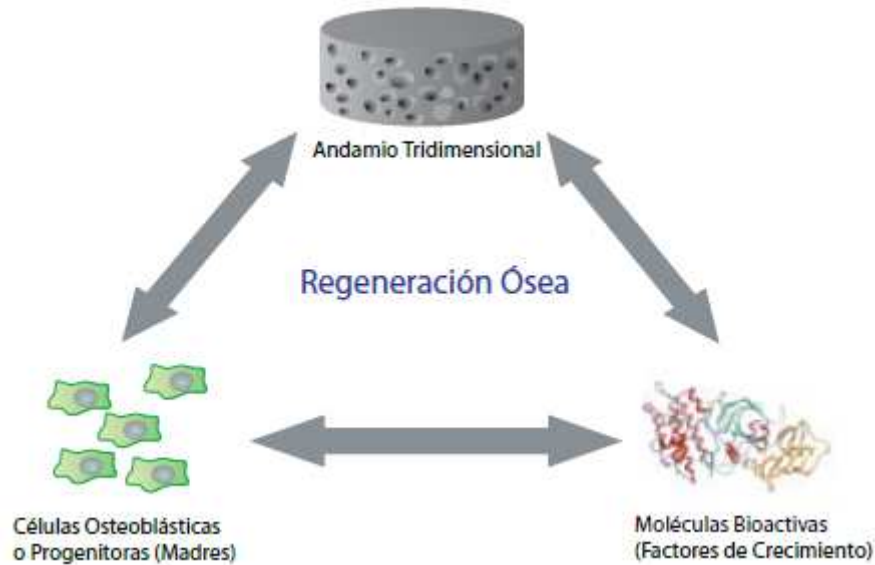 Andamio Tridimensional
Regeneración Ósea
Células Osteoblásticas
o Progenitoras (Madres)
Moléculas Bioactivas
(Factores de Crecimiento)